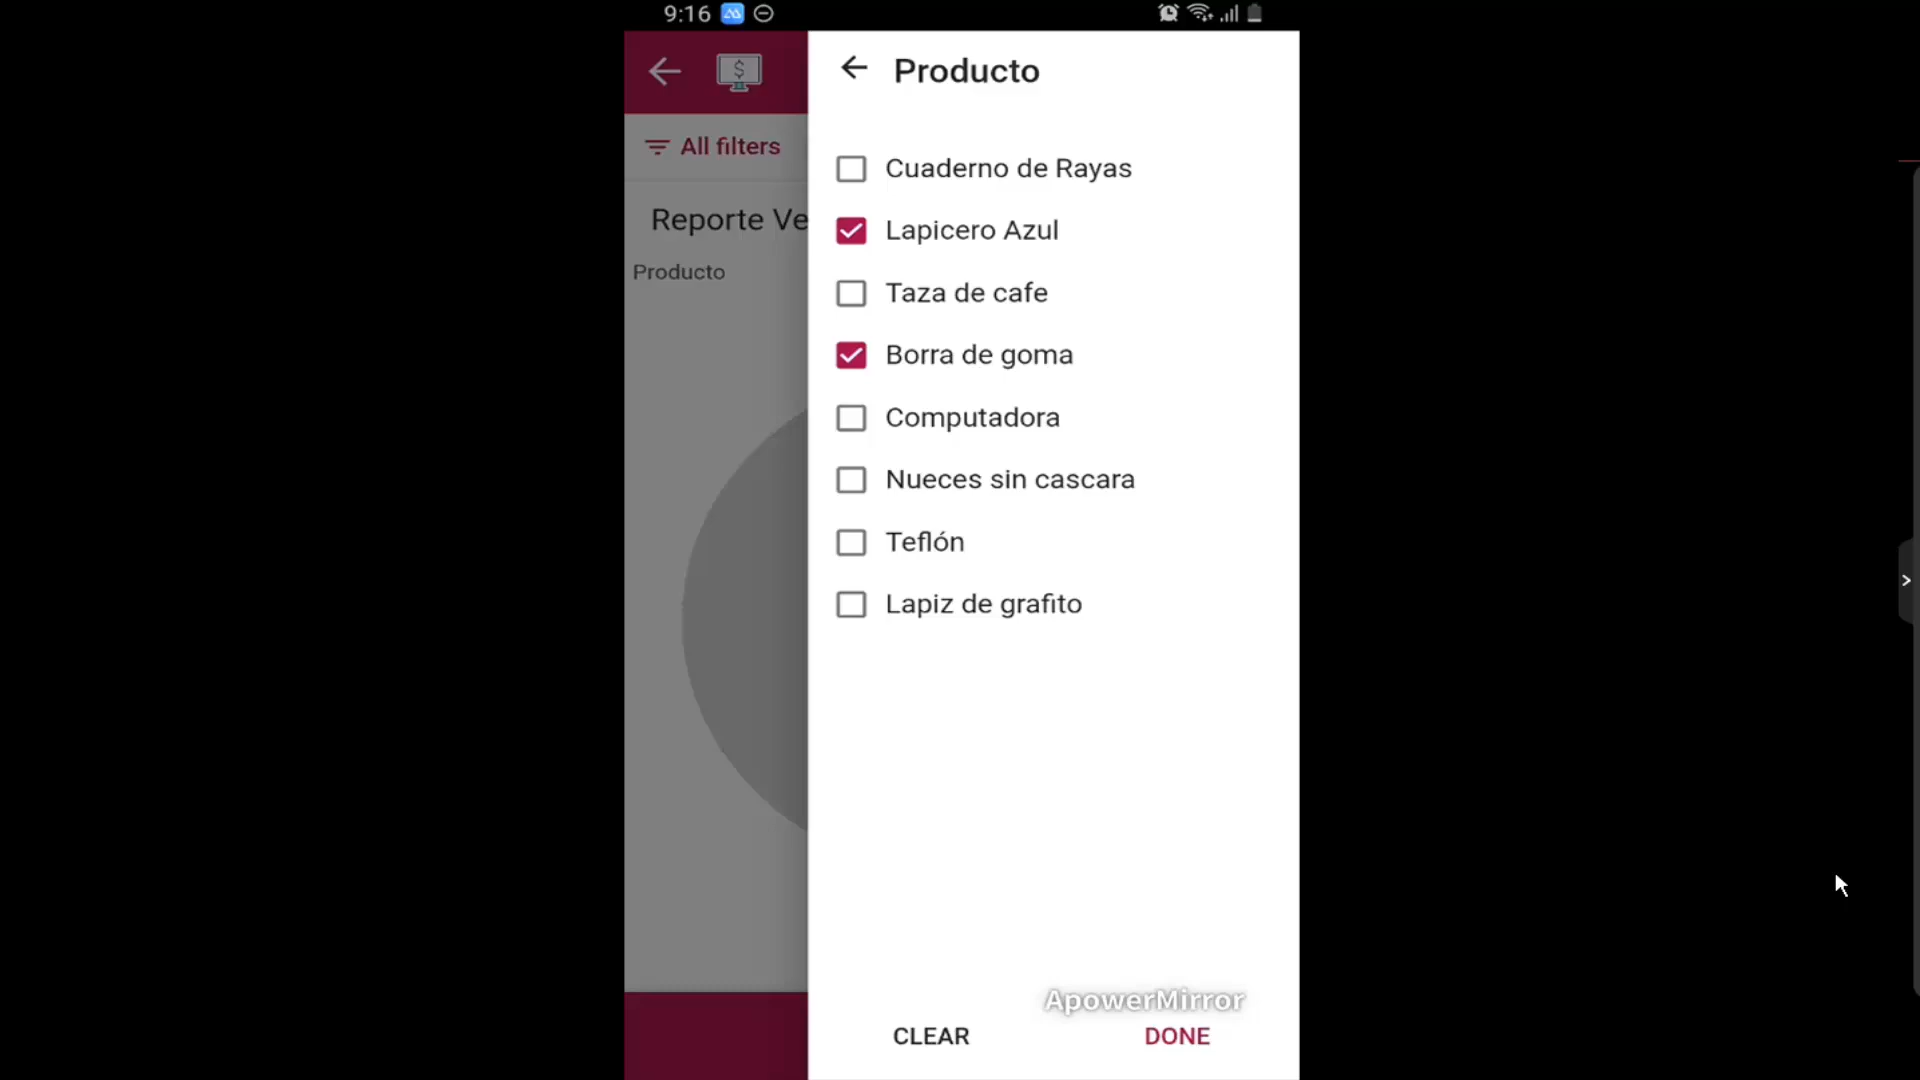 9:16
$
All filters
Reporte Ve
Producto
Producto
Cuaderno de Rayas
Lapicero Azul
Taza de cafe
Borra de goma
Computadora
Nueces sin cascara
Teflón
Lapiz de grafito
ApowerMirror
CLEAR
DONE